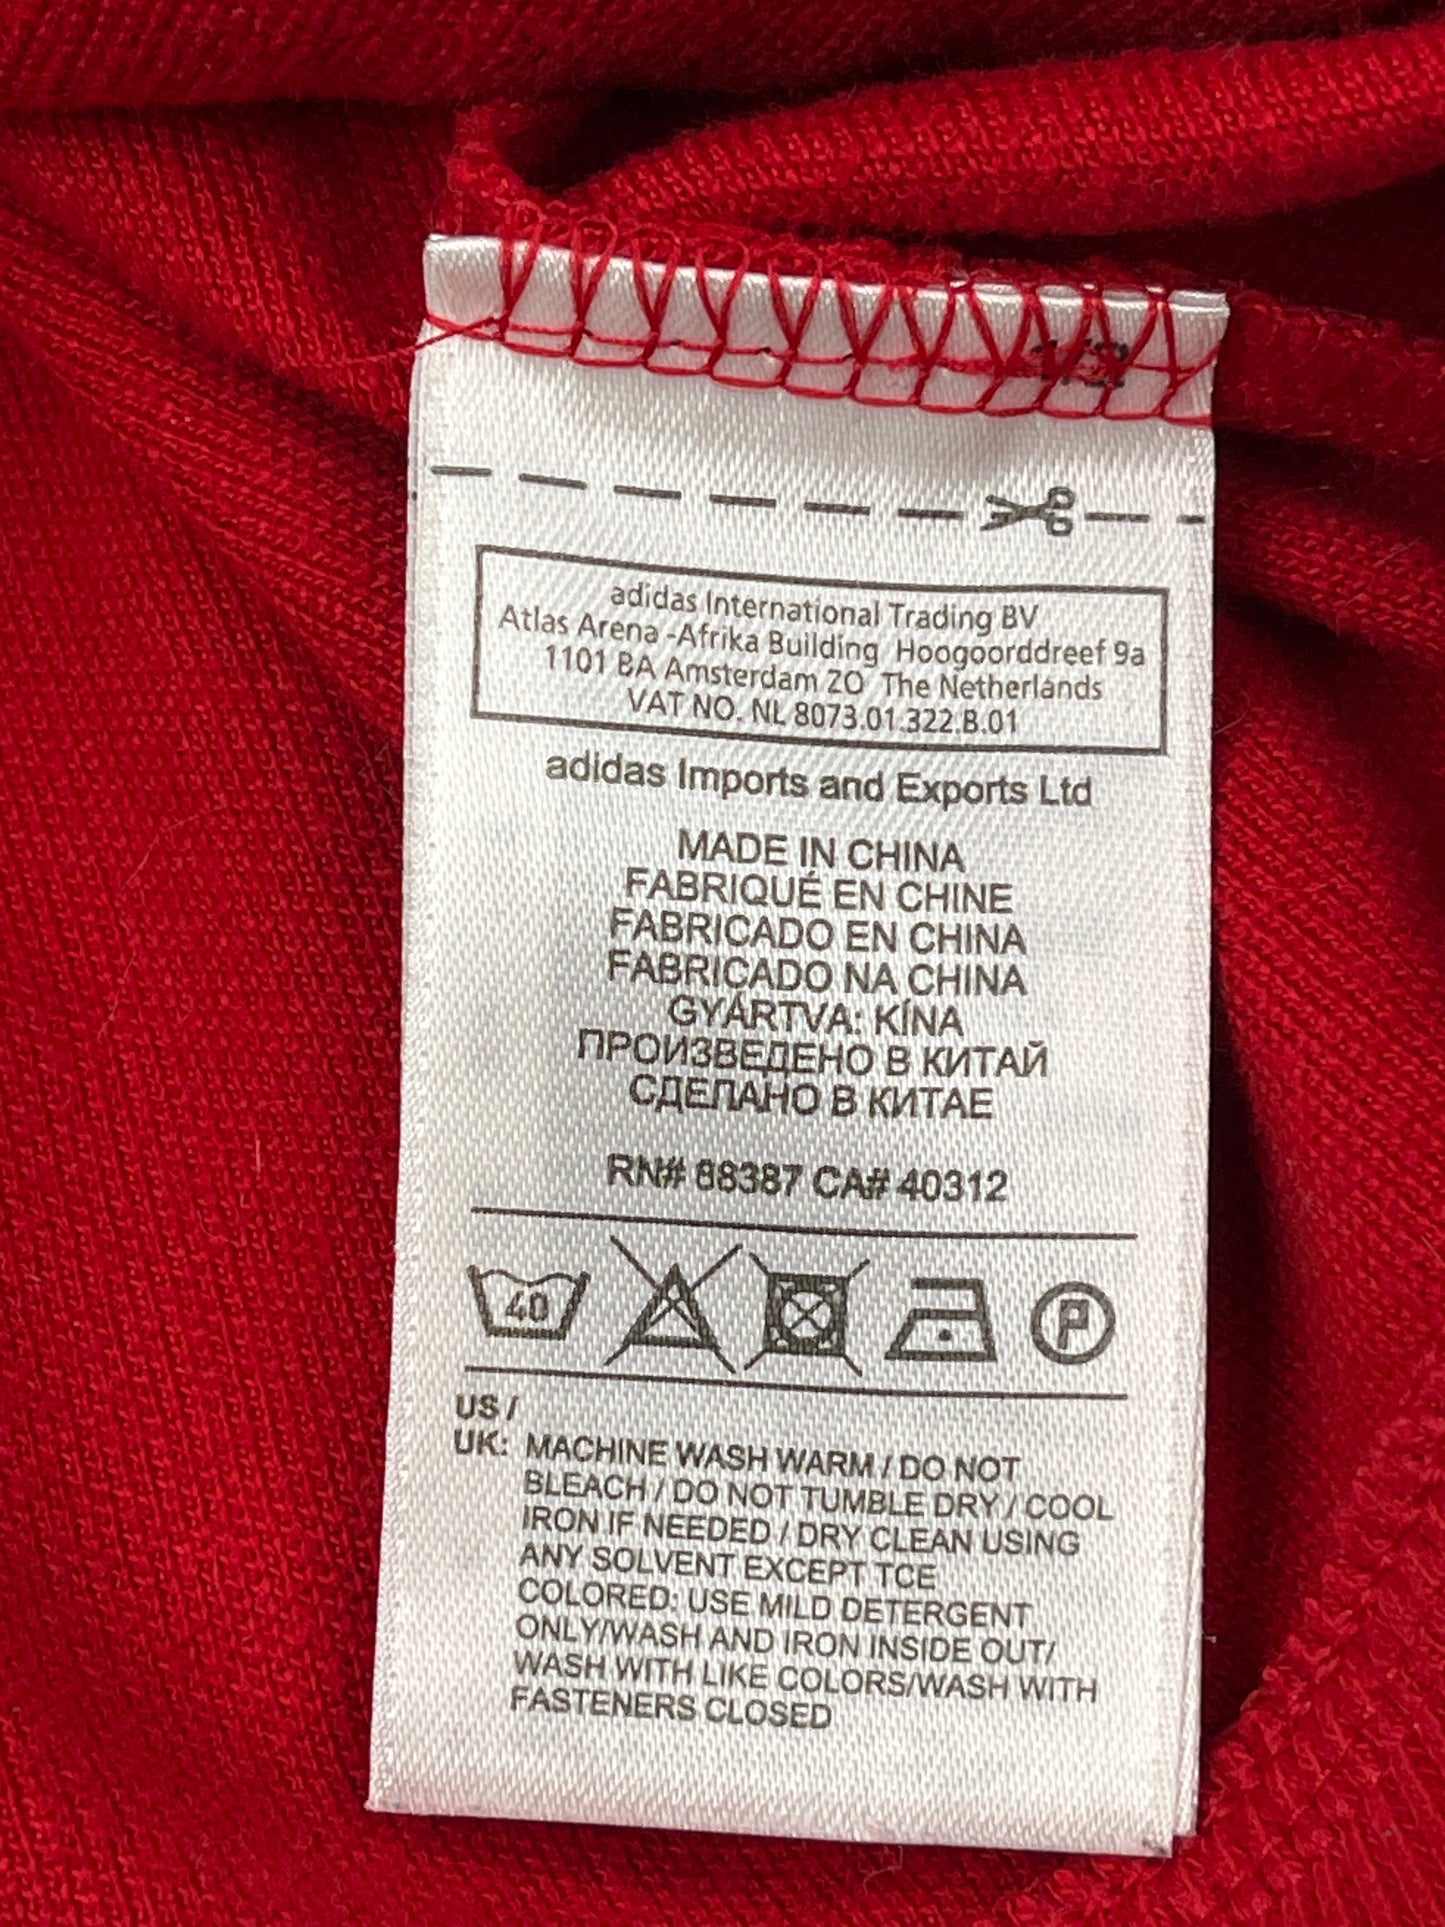 adidas International Trading BV
Atlas Arena -Afrika Building Hoogoorddreef 9a
1101 BA Amsterdam ZO The Netherlands
VAT NO. NL 8073.01.322.B.01
adidas Imports and Exports Ltd
MADE IN CHINA
FABRIQUÉ EN CHINE
FABRICADO EN CHINA
FABRICADO NA CHINA
GYÁRTVA: KÍNA
ПРОИЗВЕДЕНО В КИТАЙ
СДЕЛАНО В КИТАЕ
RN# 88387 CA# 40312
40 P
US /
UK: MACHINE WASH WARM / DO NOT
BLEACH / DO NOT TUMBLE DRY / COOL
IRON IF NEEDED / DRY CLEAN USING
ANY SOLVENT EXCEPT TCE
COLORED: USE MILD DETERGENT
ONLY/WASH AND IRON INSIDE OUT/
WASH WITH LIKE COLORS/WASH WITH
FASTENERS CLOSED